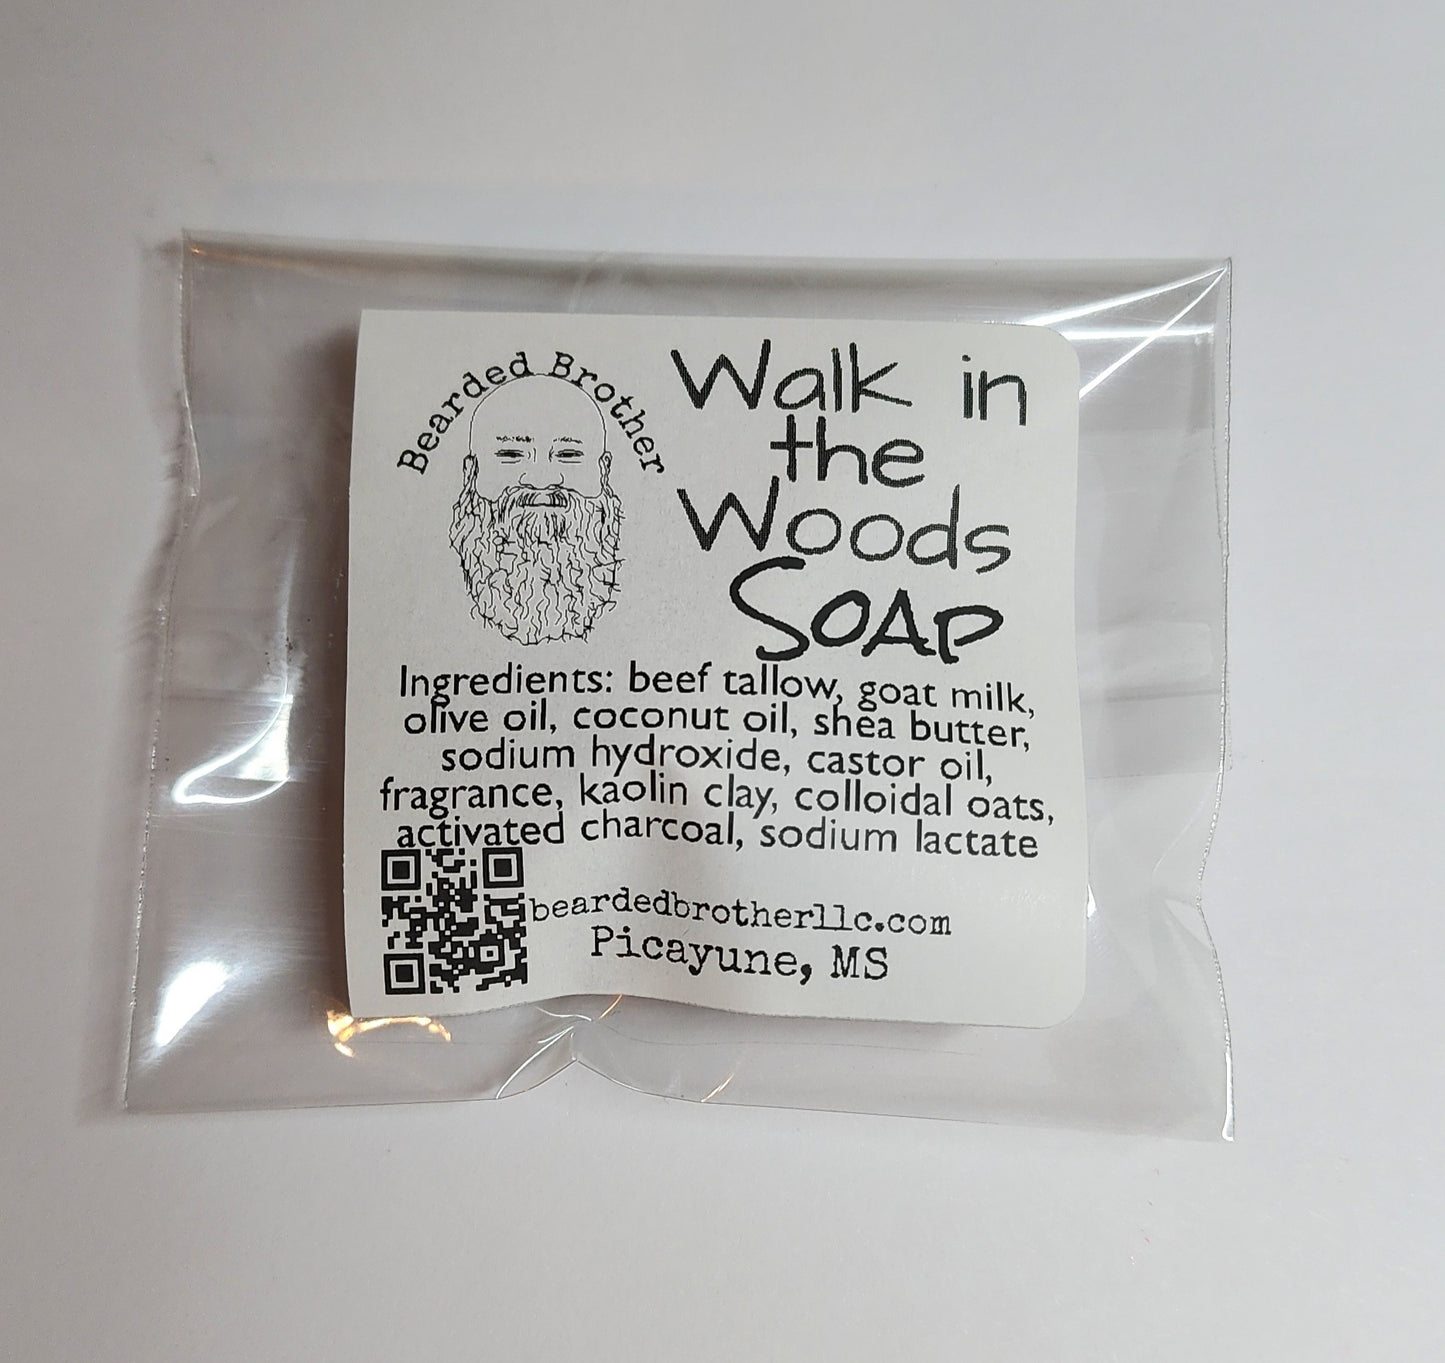 Bearded Brother
Walk in
the
Woods
SOAP
Ingredients: beef tallow, goat milk,
olive oil, coconut oil, shea butter,
sodium hydroxide, castor oil,
fragrance, kaolin clay, colloidal oats,
activated charcoal, sodium lactate
beardedbrotherllc.com
Picayune, MS